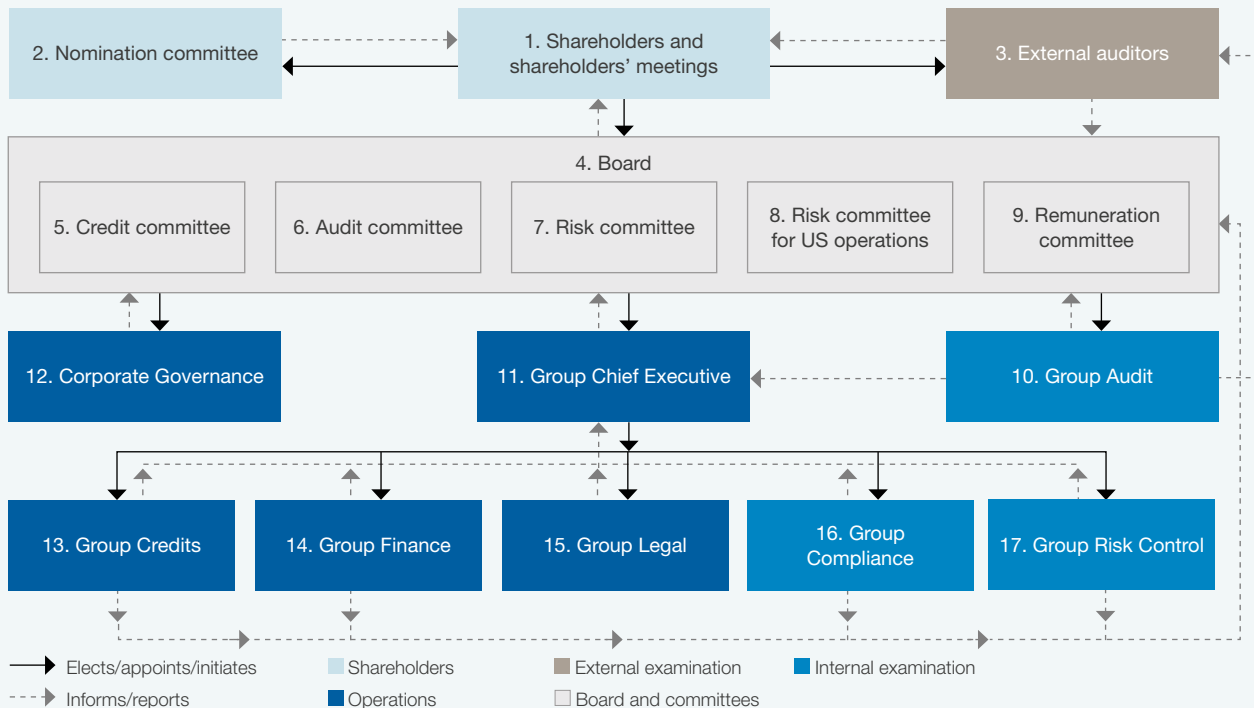 2. Nomination committee
1. Shareholders and
shareholders’ meetings
3. External auditors
4. Board
5. Credit committee
6. Audit committee
7. Risk committee
8. Risk committee
for US operations
9. Remuneration
committee
12. Corporate Governance
11. Group Chief Executive
10. Group Audit
13. Group Credits
14. Group Finance
15. Group Legal
16. Group
Compliance
17. Group Risk Control
Elects/appoints/initiates
Shareholders
External examination
Internal examination
Informs/reports
Operations
Board and committees